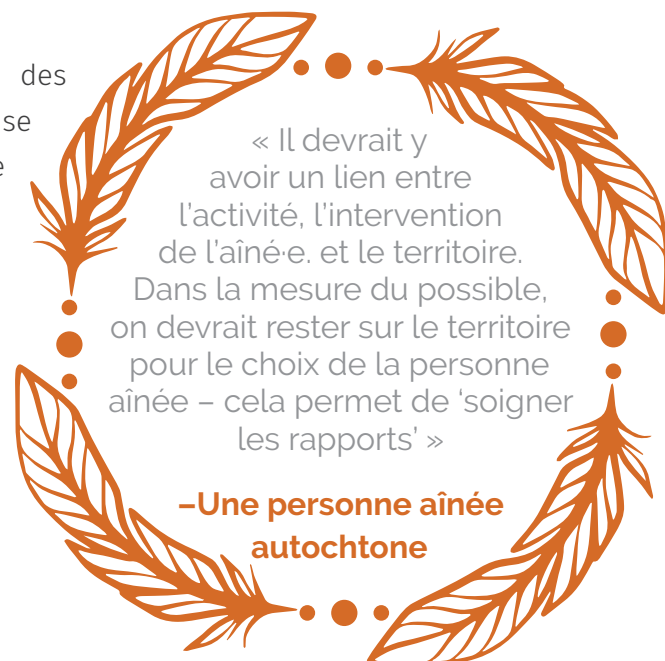 des
se
e
« Il devrait y
avoir un lien entre
l’activité, l’intervention
de l’aîné·e. et le territoire.
Dans la mesure du possible,
on devrait rester sur le territoire
pour le choix de la personne
aînée – cela permet de ‘soigner
les rapports’ »
–Une personne aînée
autochtone